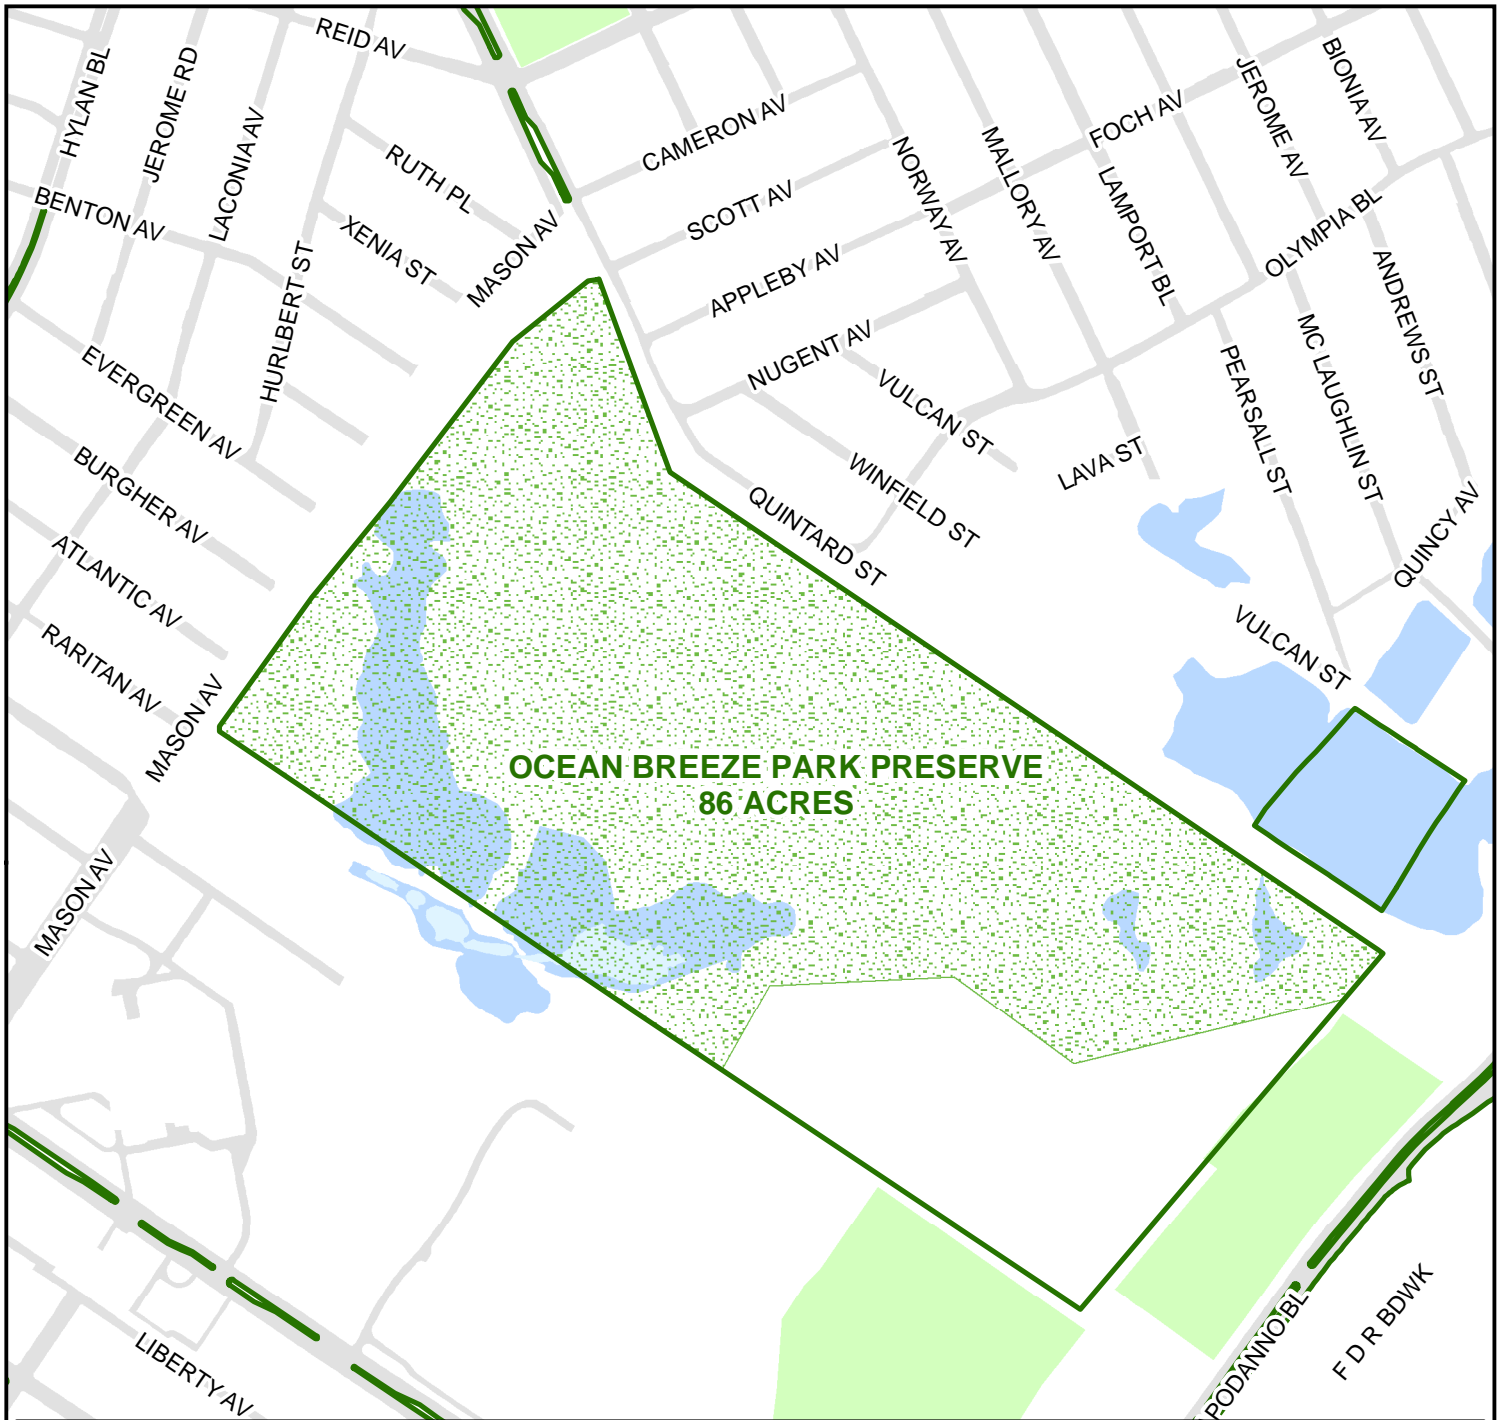 REID AV
HYLAN BL
JEROME RD
LACONIA AV
BENTON AV
RUTH PL
XENIA ST
HURLBERT ST
MASON AV
CAMERON AV
SCOTT AV
APPLEBY AV
NUGENT AV
NORWAY AV
MALLORY AV
FOCH AV
LAMPORT BL
JEROME AV
BIONIA AV
OLYMPIA BL
ANDREWS ST
MC LAUGHLIN ST
PEARSALL ST
VULCAN ST
WINFIELD ST
LAVA ST
QUINTARD ST
QUINCY AV
VULCAN ST
EVERGREEN AV
BURGHER AV
ATLANTIC AV
RARITAN AV
MASON AV
MASON AV
OCEAN BREEZE PARK PRESERVE
86 ACRES
LIBERTY AV
PODANNO BL
F D R BDWK